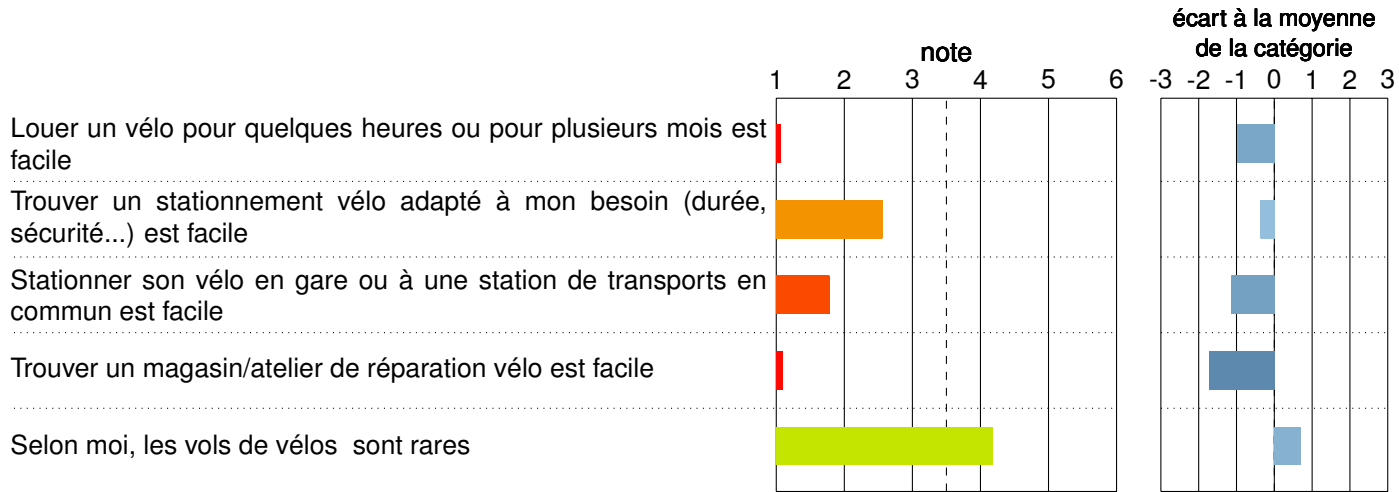 écart à la moyenne
note de la catégorie
1 2 3 4 5 6 -3 -2 -1 0 1 2 3
Louer un vélo pour quelques heures ou pour plusieurs mois est
facile
Trouver un stationnement vélo adapté à mon besoin (durée,
sécurité...) est facile
Stationner son vélo en gare ou à une station de transports en
commun est facile
Trouver un magasin/atelier de réparation vélo est facile
Selon moi, les vols de vélos sont rares